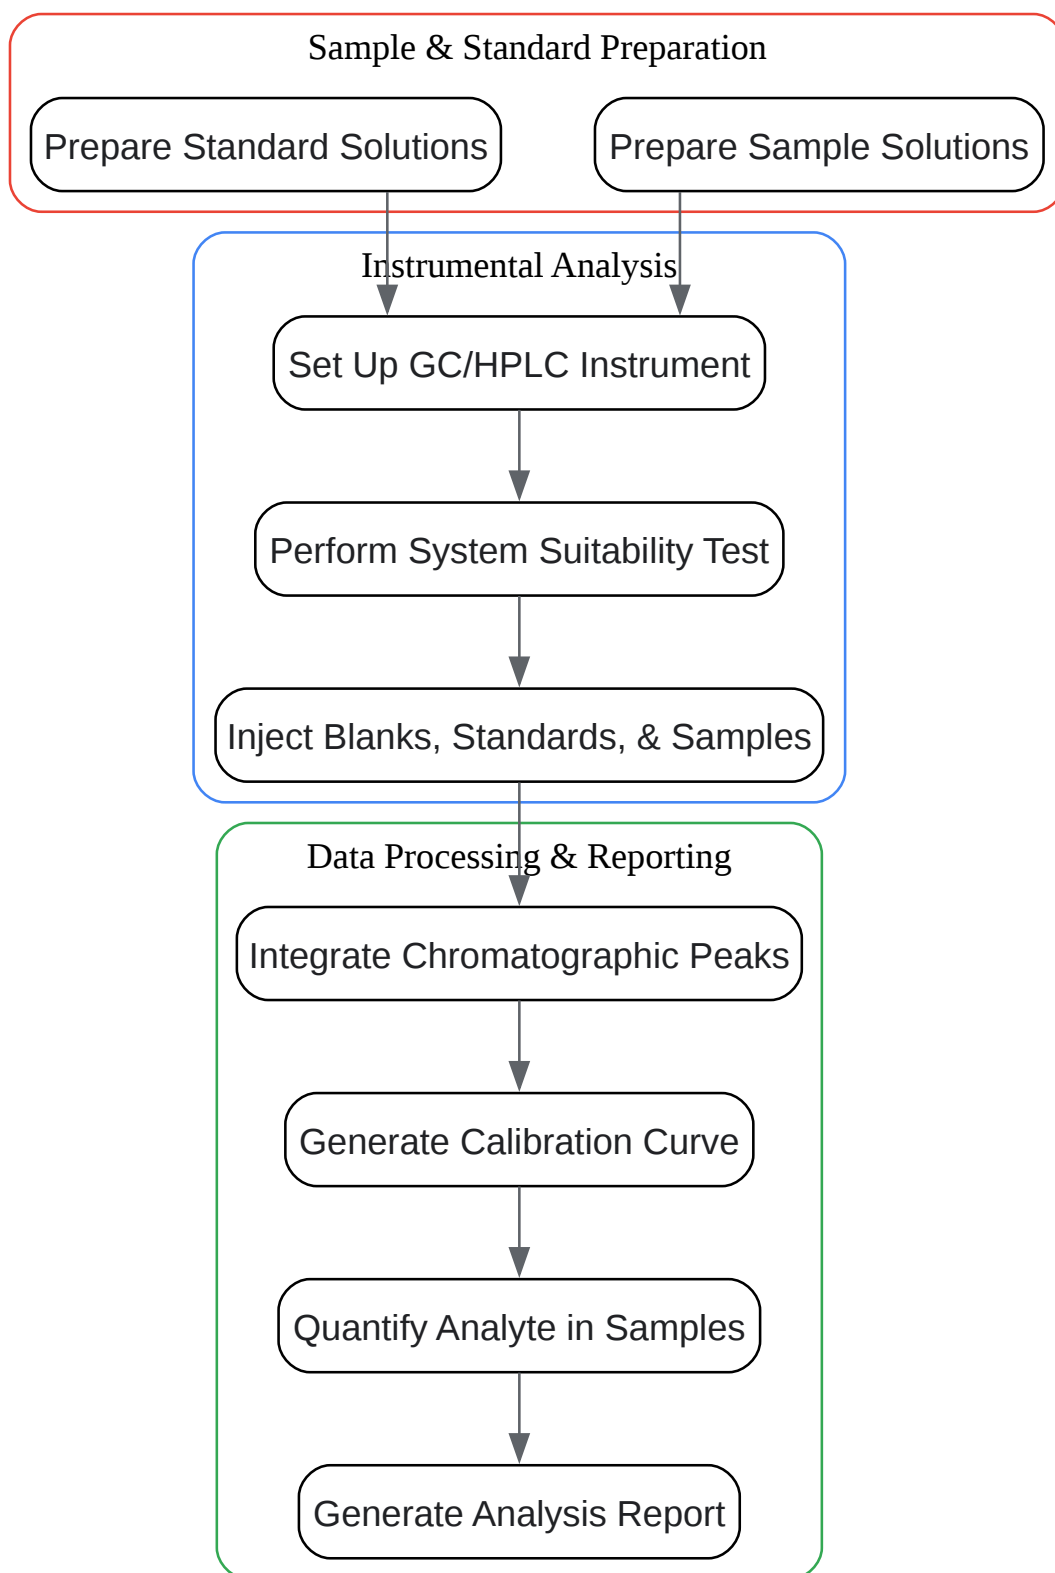 Sample & Standard Preparation
Prepare Standard Solutions
Prepare Sample Solutions
Instrumental Analysis
Set Up GC/HPLC Instrument
Perform System Suitability Test
Inject Blanks, Standards, & Samples
Data Processing & Reporting
Integrate Chromatographic Peaks
Generate Calibration Curve
Quantify Analyte in Samples
Generate Analysis Report